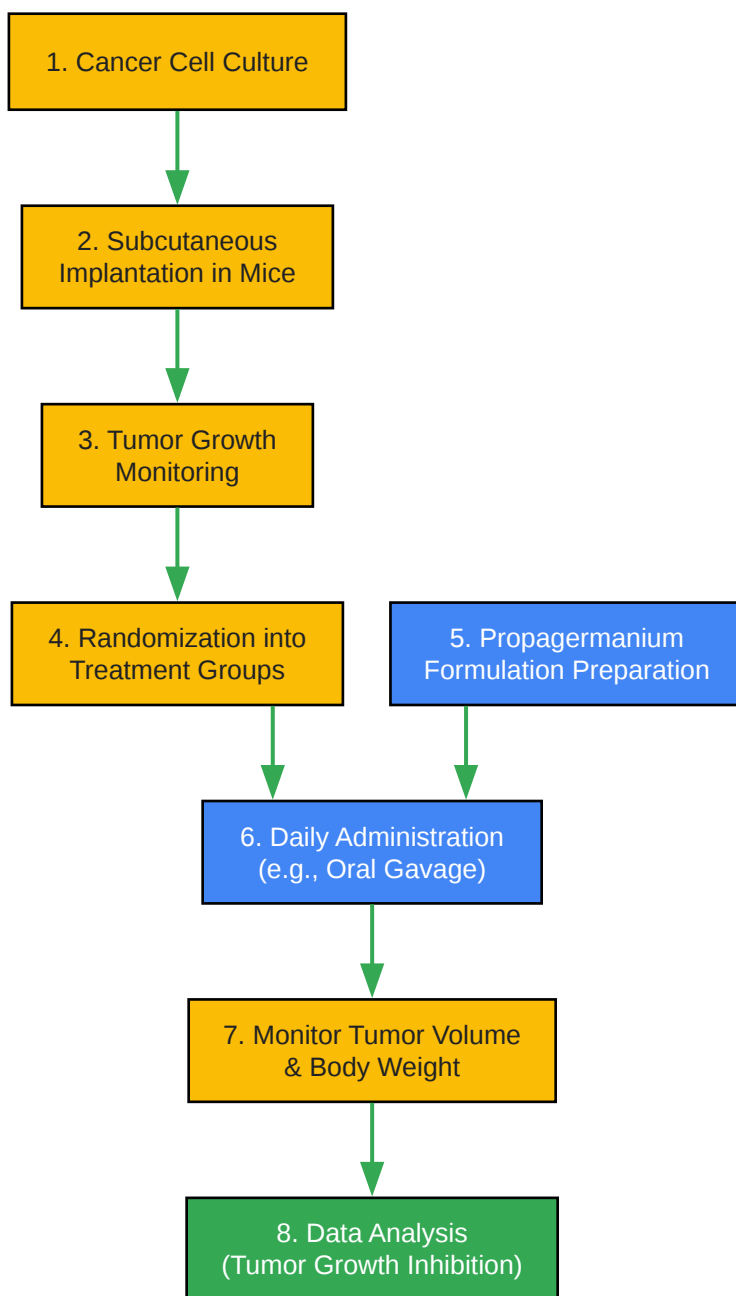 1. Cancer Cell Culture
2. Subcutaneous
Implantation in Mice
3. Tumor Growth
Monitoring
4. Randomization into
Treatment Groups
5. Propagermanium
Formulation Preparation
6. Daily Administration
(e.g., Oral Gavage)
7. Monitor Tumor Volume
& Body Weight
8. Data Analysis
(Tumor Growth Inhibition)